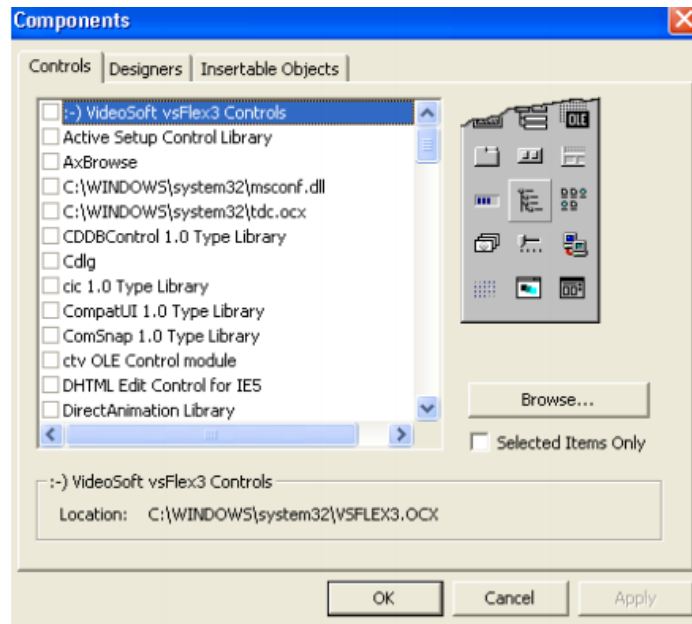 Components
Controls Designers Insertable Objects
:-) VideoSoft vsFlex3 Controls
Active Setup Control Library
AxBrowse
C:\WINDOWS\system32\msconf.dll
C:\WINDOWS\system32\tdc.ocx
CDDBControl 1.0 Type Library
Cdlg
cic 1.0 Type Library
CompatUI 1.0 Type Library
ComSnap 1.0 Type Library
ctv OLE Control module
DHTML Edit Control for IE5
DirectAnimation Library
OLE
Browse...
Selected Items Only
:-) VideoSoft vsFlex3 Controls
Location: C:\WINDOWS\system32\VSFLEX3.OCX
OK Cancel Apply